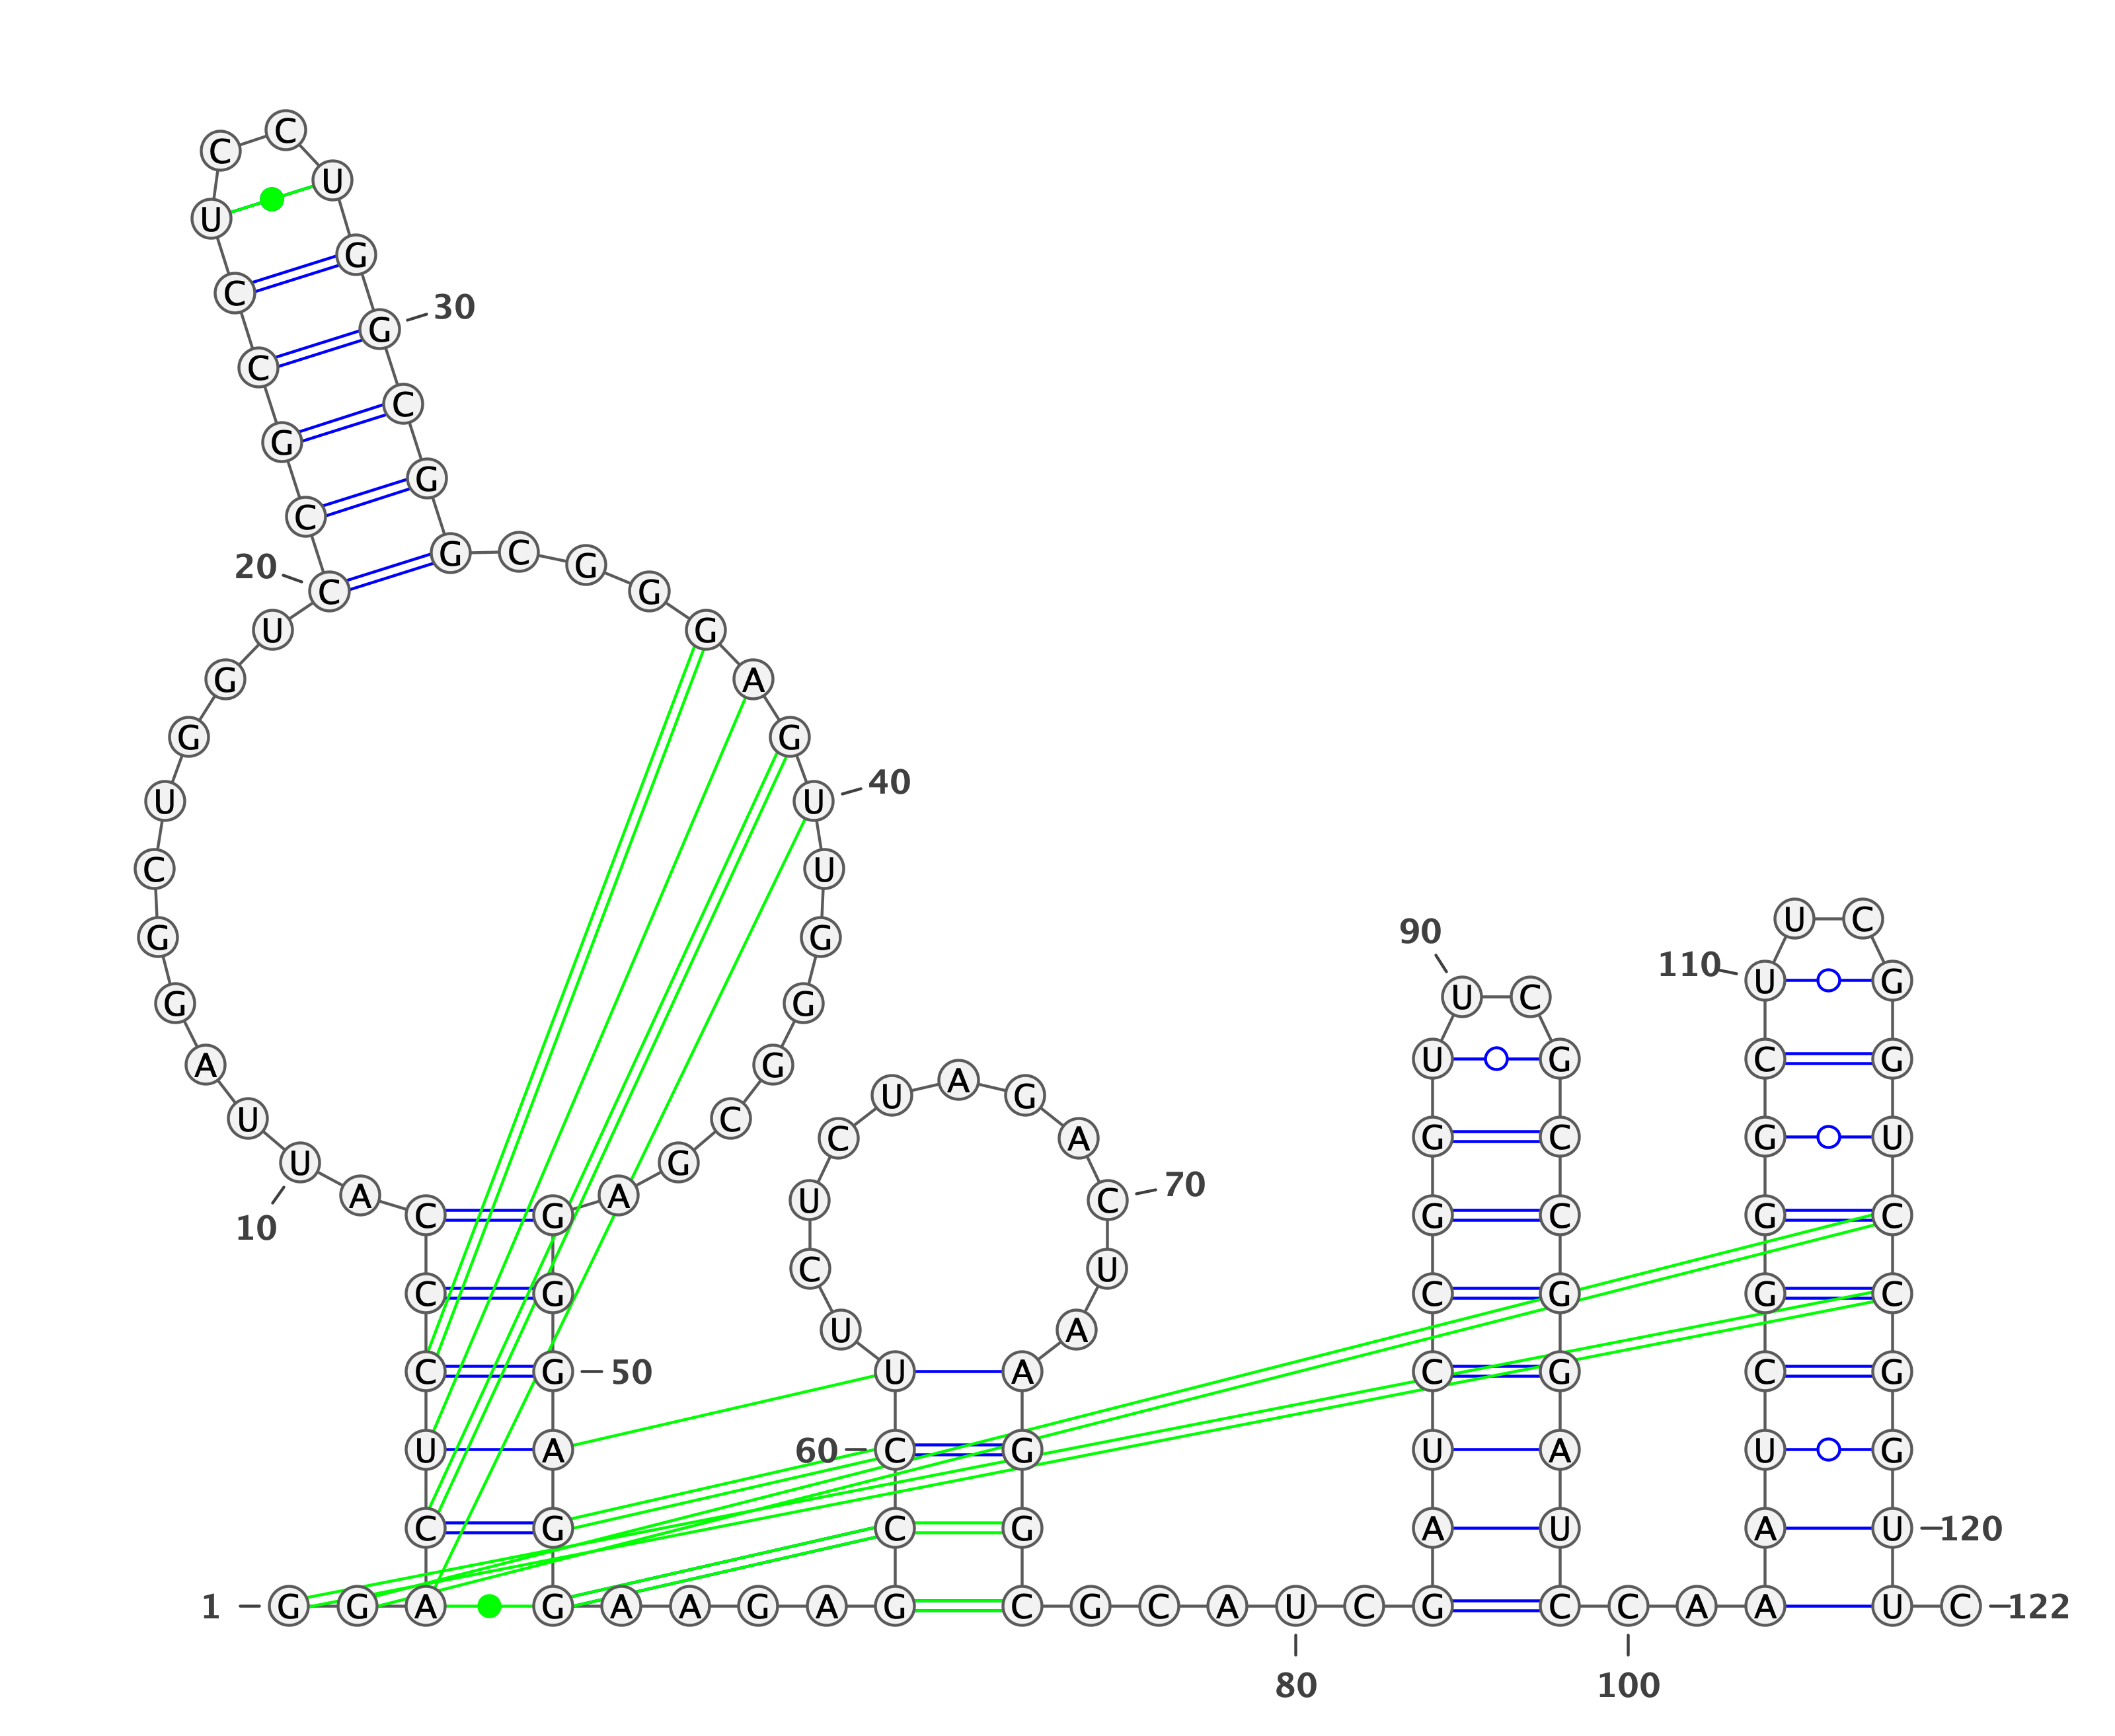 C C
U
U
G
C
30
G
C
C
G
G
C
G C G
20
C G
U G
G A
G G
40
U U
C U
U C
90
G G
110
U G
U C
G G
U G C G
A G
A
U G
U C
C A G C G U
U G
70
A A
U C
C G G C G C
10
C U
C G C G G C
U A
C G 50 U A C G C G
U A 60 C G U A U G
C G C G A U A U 120
1 G G A G A A G A G C G C A U C G C C A A U C 122
80 100